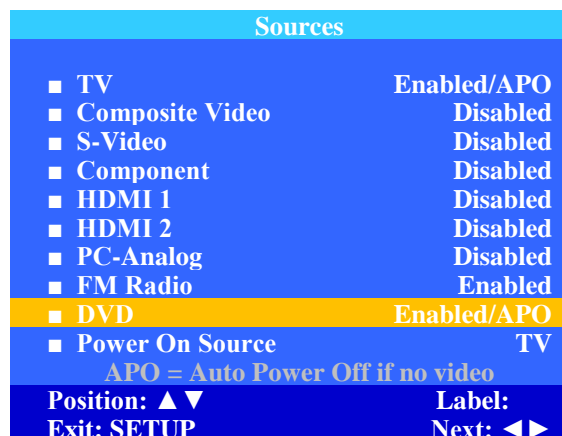 Sources
■ TV Enabled/APO
■ Composite Video Disabled
■ S-Video Disabled
■ Component Disabled
■ HDMI 1 Disabled
■ HDMI 2 Disabled
■ PC-Analog Disabled
■ FM Radio Enabled
■ DVD Enabled/APO
■ Power On Source TV
APO = Auto Power Off if no video
Position: ▲▼ Label:
Exit: SETUP Next: ◄►